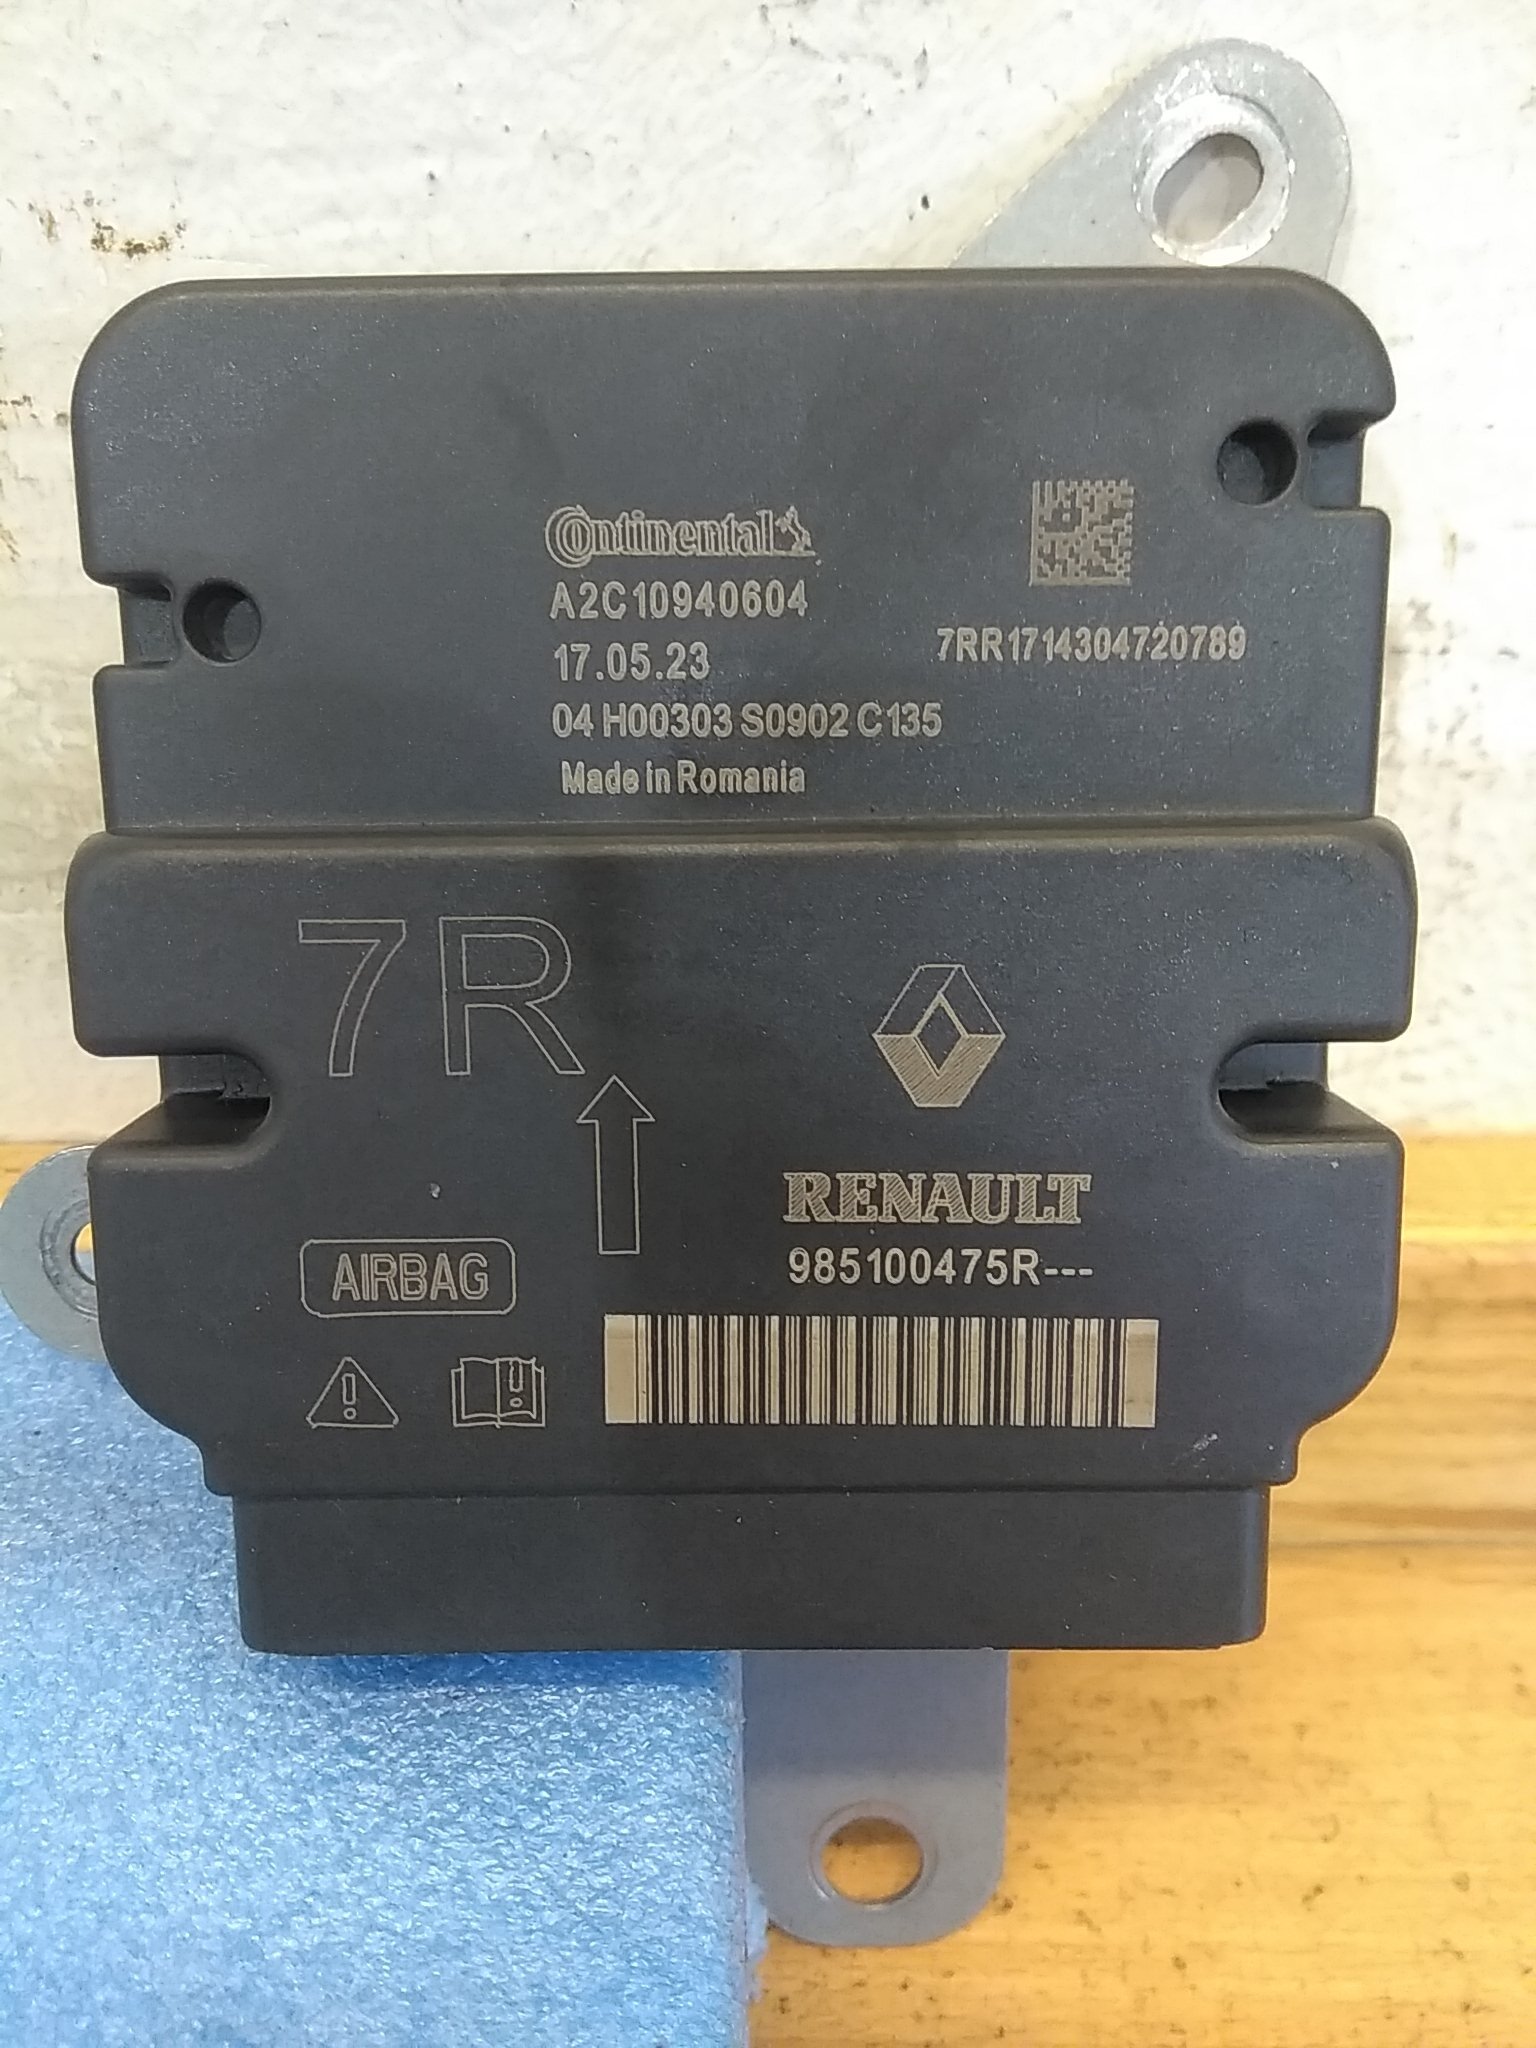 Continental
A2C10940604
17.05.23
04 H00303 S0902 C135
Made in Romania
7RR1714304720789
7R
RENAULT
985100475R---
AIRBAG